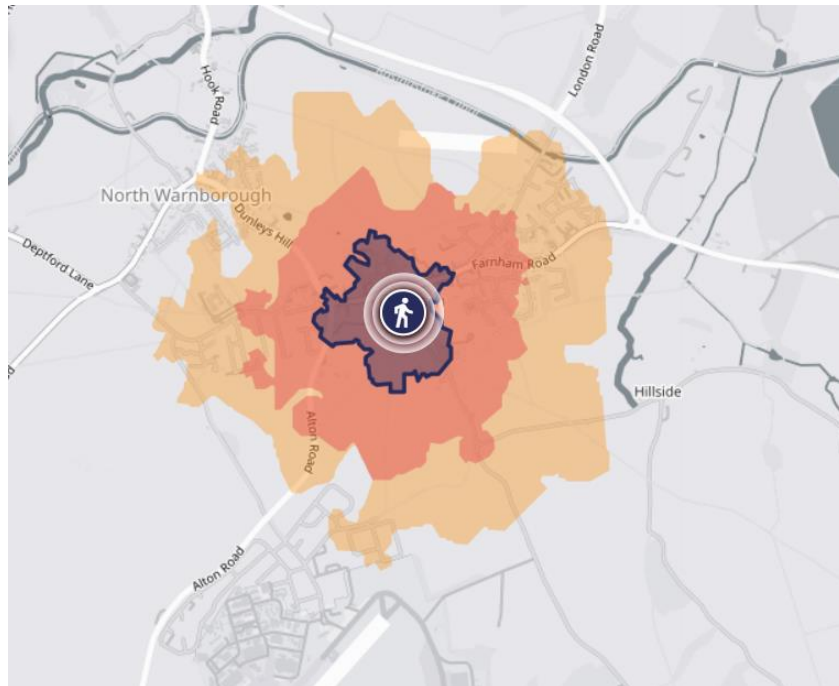 London Road
Hook Road
North Warnborough
Dunleys Hill
Deptford Lane
Farnham Road
Hillside
Alton Road
Alton Road